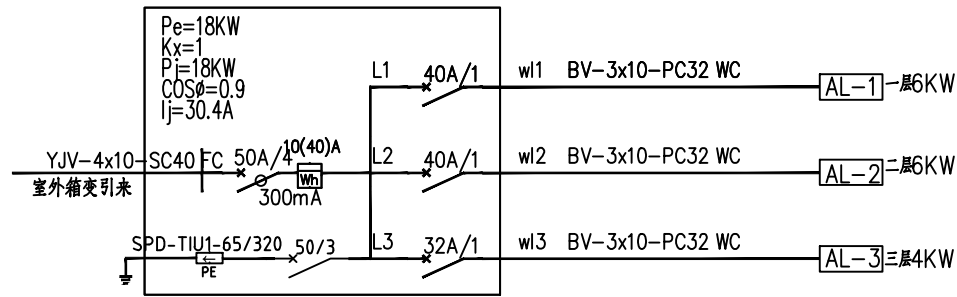 Pe=18KW
Kx=1
Pj=18KW
COSø=0.9
Ij=30.4A
L1 40A/1 wl1 BV-3x10-PC32 WC AL-1 一层6KW
YJV-4x10-SC40 FC 50A/4 10(40)A L2 40A/1 wl2 BV-3x10-PC32 WC AL-2 二层6KW
Wh
室外箱变引来 300mA
SPD-TIU1-65/320 50/3 L3 32A/1 wl3 BV-3x10-PC32 WC AL-3 三层4KW
PE